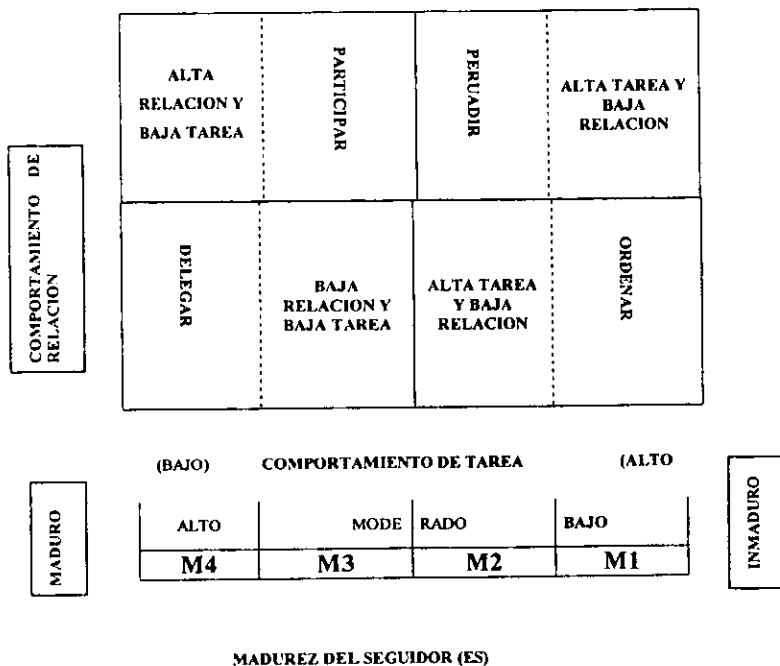 ALTA
RELACION Y
BAJA TAREA
PARTICIPAR
PERUADIR
ALTA TAREA Y
BAJA
RELACION
COMPORTAMIENTO DE
RELACION
DELEGAR
BAJA
RELACION Y
BAJA TAREA
ALTA TAREA
Y BAJA
RELACION
ORDENAR
(BAJO) COMPORTAMIENTO DE TAREA (ALTO
MADURO
ALTO MODE RADO BAJO
M4 M3 M2 M1
INMADURO
MADUREZ DEL SEGUIDOR (ES)